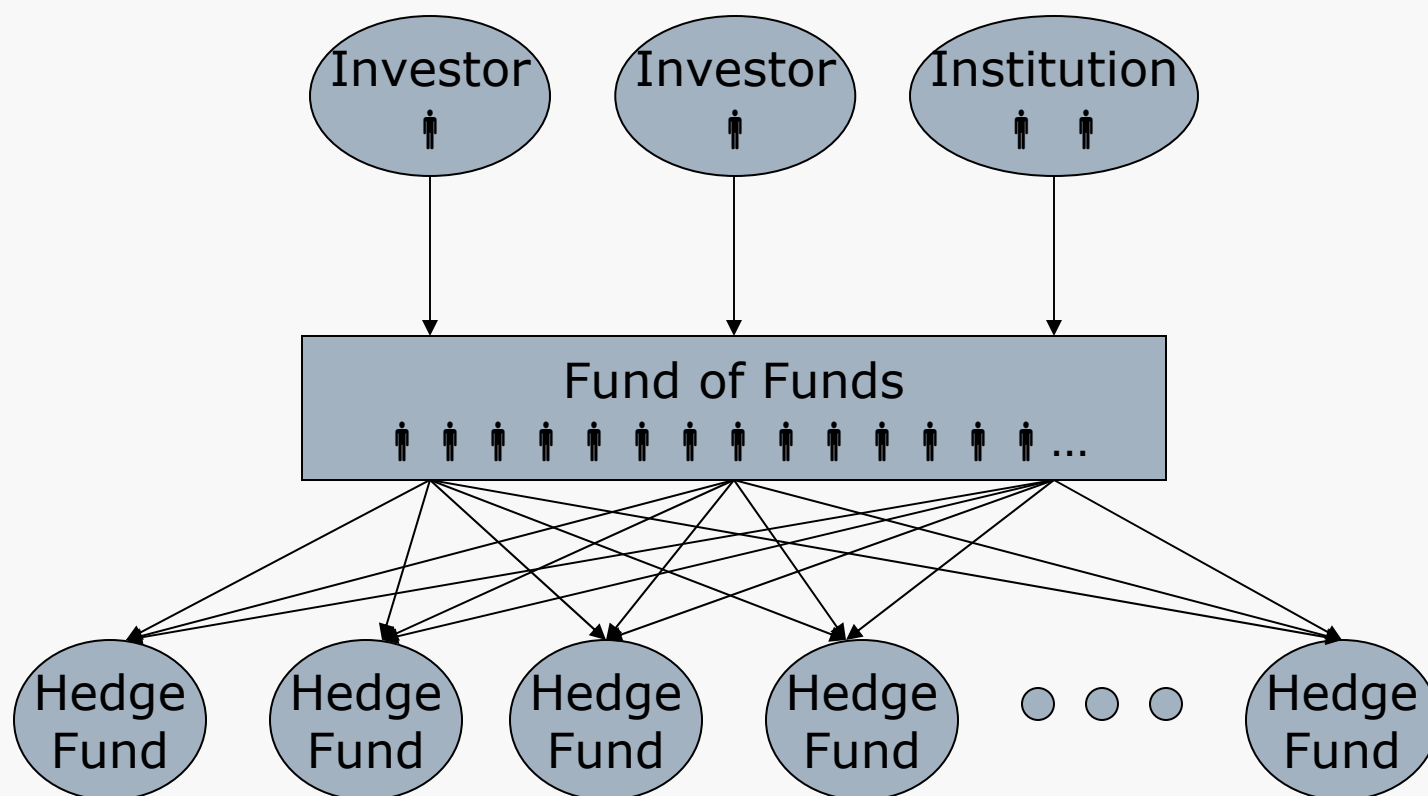 Investor
Investor
Institution
Fund of Funds
...
Hedge
Fund
Hedge
Fund
Hedge
Fund
Hedge
Fund
Hedge
Fund